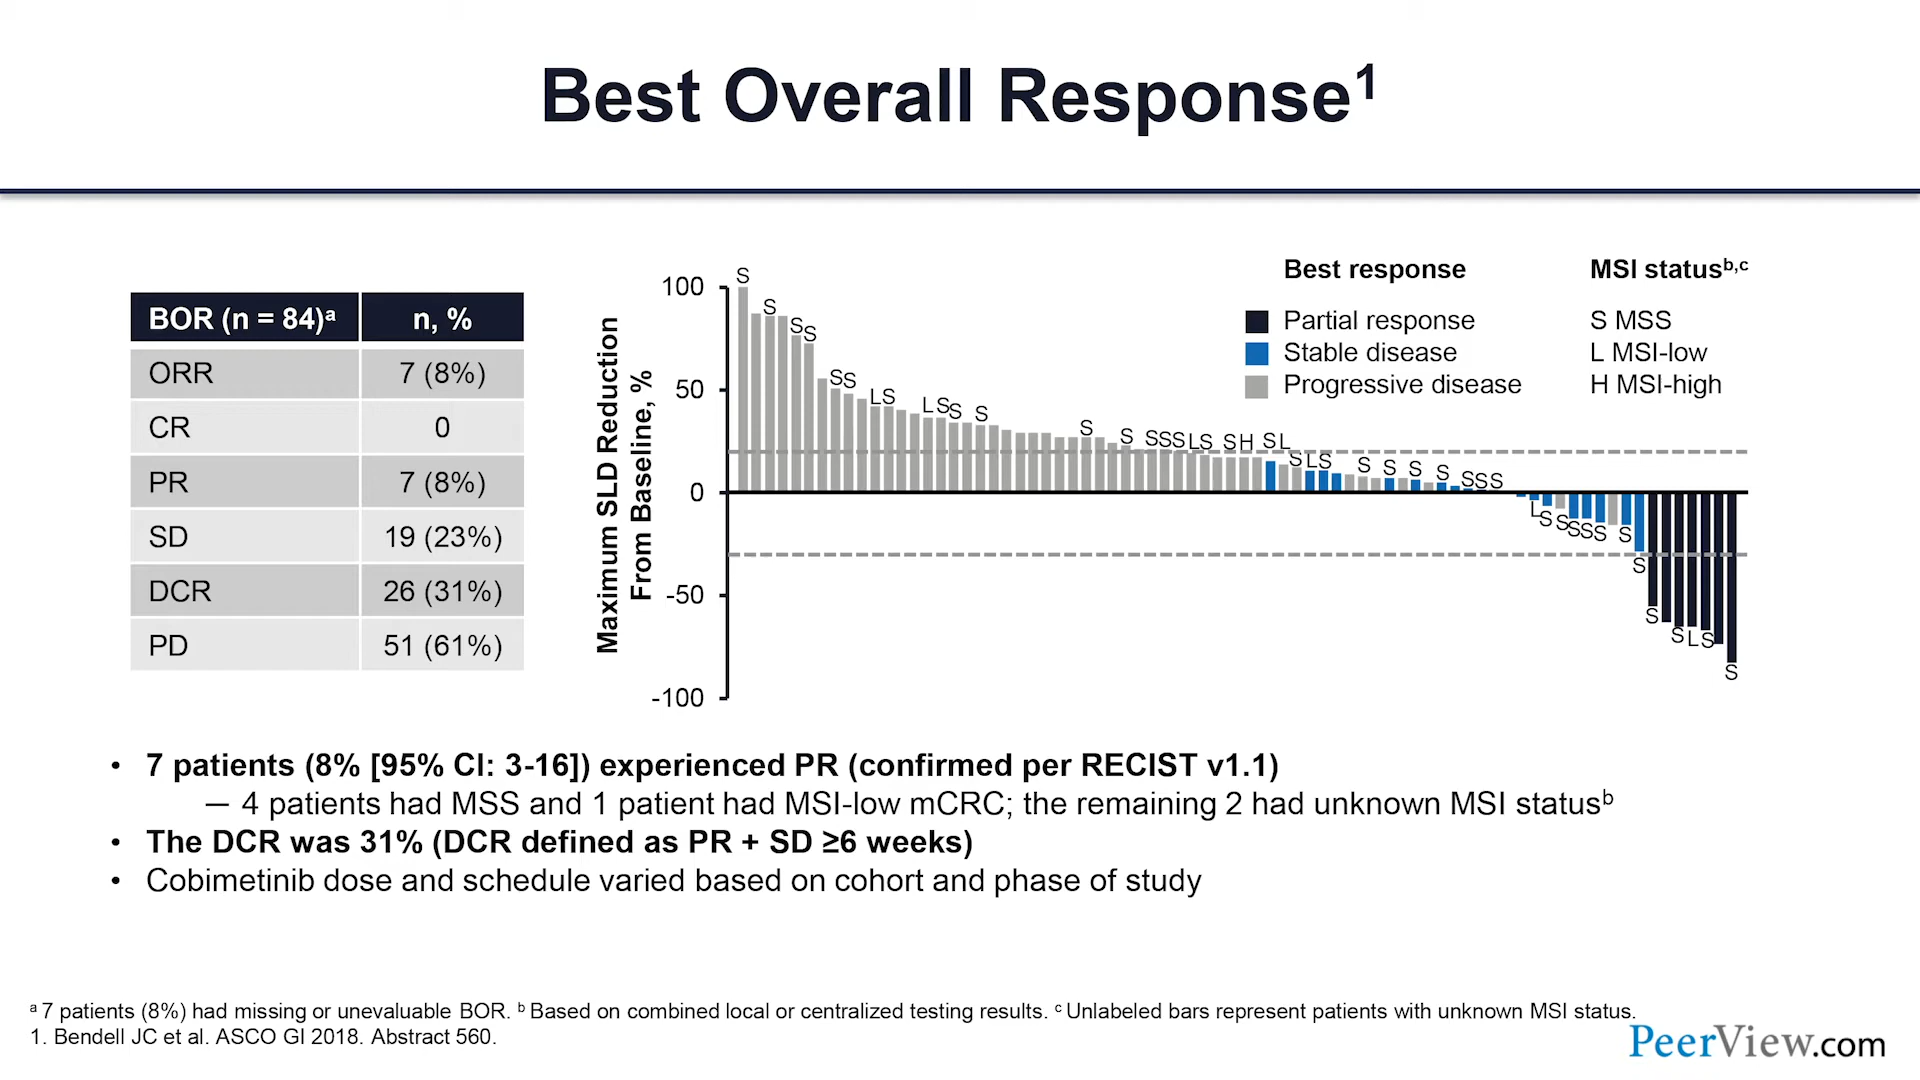 Best Overall Response¹
BOR (n = 84)ᵃ n, %
ORR 7 (8%)
CR 0
PR 7 (8%)
SD 19 (23%)
DCR 26 (31%)
PD 51 (61%)
Maximum SLD Reduction
From Baseline, %
100
50
0
-50
-100
Best response
Partial response
Stable disease
Progressive disease
MSI statusᵇ,ᶜ
S MSS
L MSI-low
H MSI-high
S S S S S S L S L S S S S S S S S L S S H S L S L S S S S S S S S
L S S S S S S S S S L S S
• 7 patients (8% [95% CI: 3-16]) experienced PR (confirmed per RECIST v1.1)
— 4 patients had MSS and 1 patient had MSI-low mCRC; the remaining 2 had unknown MSI statusᵇ
• The DCR was 31% (DCR defined as PR + SD ≥6 weeks)
• Cobimetinib dose and schedule varied based on cohort and phase of study
ᵃ 7 patients (8%) had missing or unevaluable BOR. ᵇ Based on combined local or centralized testing results. ᶜ Unlabeled bars represent patients with unknown MSI status.
1. Bendell JC et al. ASCO GI 2018. Abstract 560.
PeerView.com